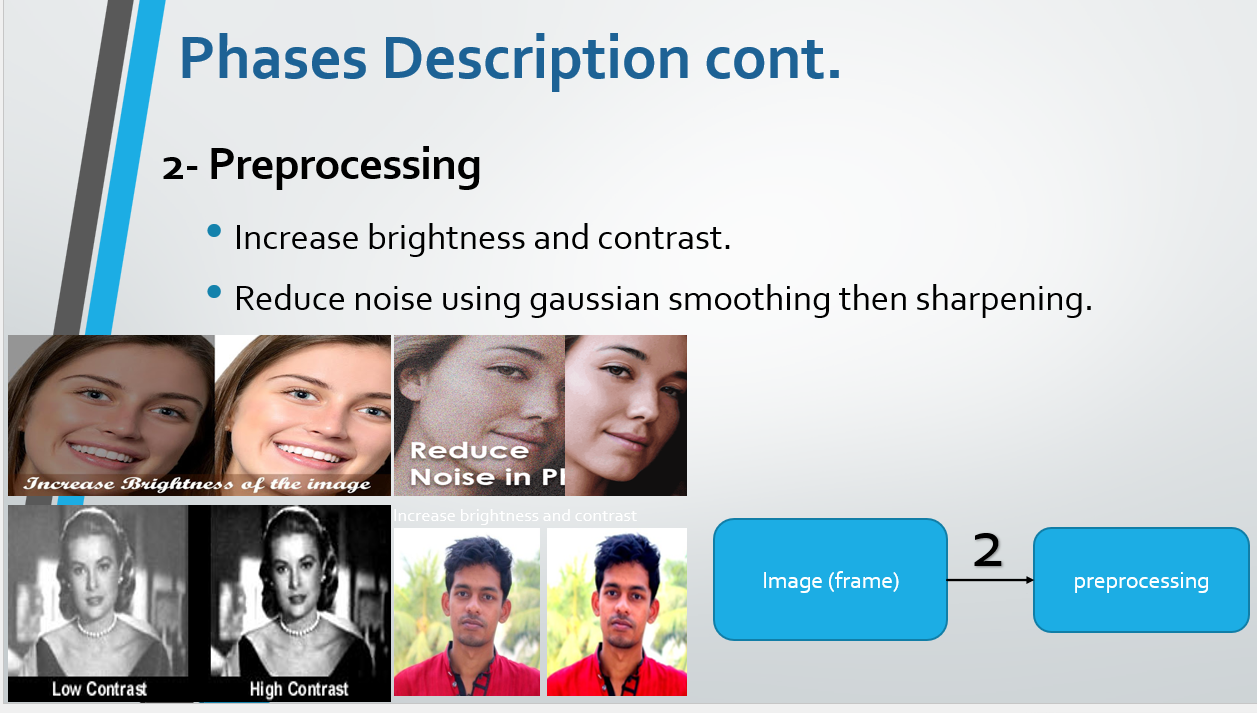 Phases Description cont.
2- Preprocessing
• Increase brightness and contrast.
• Reduce noise using gaussian smoothing then sharpening.
Increase Brightness of the image
Reduce
Noise in
Low Contrast
High Contrast
Increase brightness and contrast
Image (frame)
2
preprocessing